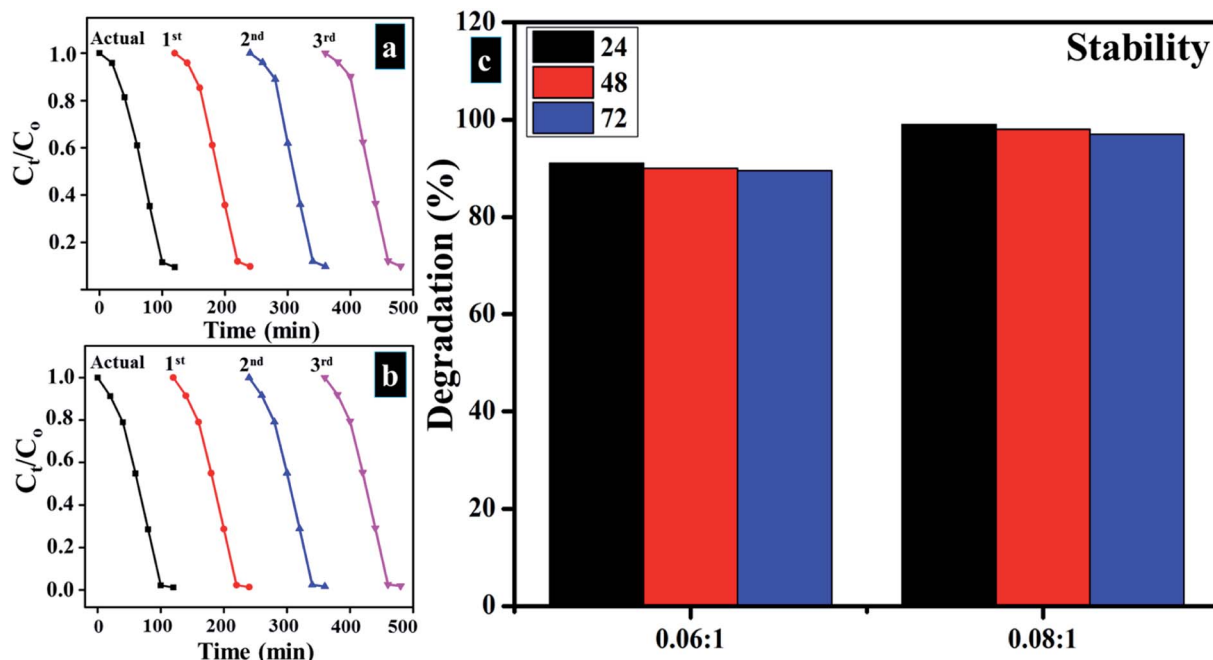 a
Actual 1st 2nd 3rd
1.0
0.8
0.6
0.4
0.2
Ct/Co
0 100 200 300 400 500
Time (min)
b
Actual 1st 2nd 3rd
1.0
0.8
0.6
0.4
0.2
0.0
Ct/Co
0 100 200 300 400 500
Time (min)
c
24
48
72
Stability
120
100
80
60
40
20
0
Degradation (%)
0.06:1 0.08:1